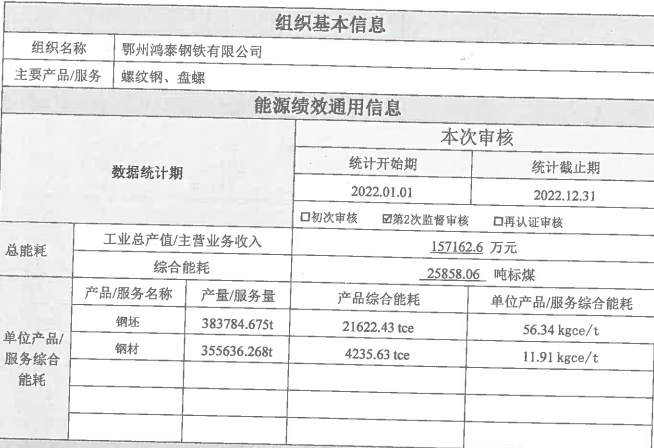 组织基本信息
组织名称 鄂州鸿泰钢铁有限公司
主要产品/服务 螺纹钢、盘螺
能源绩效通用信息
数据统计期
本次审核
统计开始期 统计截止期
2022.01.01 2022.12.31
☐初次审核 ☑第2次监督审核 ☐再认证审核
总能耗
工业总产值/主营业务收入 157162.6 万元
综合能耗 25858.06 吨标煤
单位产品/
服务综合
能耗
产品/服务名称 产量/服务量 产品综合能耗 单位产品/服务综合能耗
钢坯 383784.675t 21622.43 tce 56.34 kgce/t
钢材 355636.268t 4235.63 tce 11.91 kgce/t